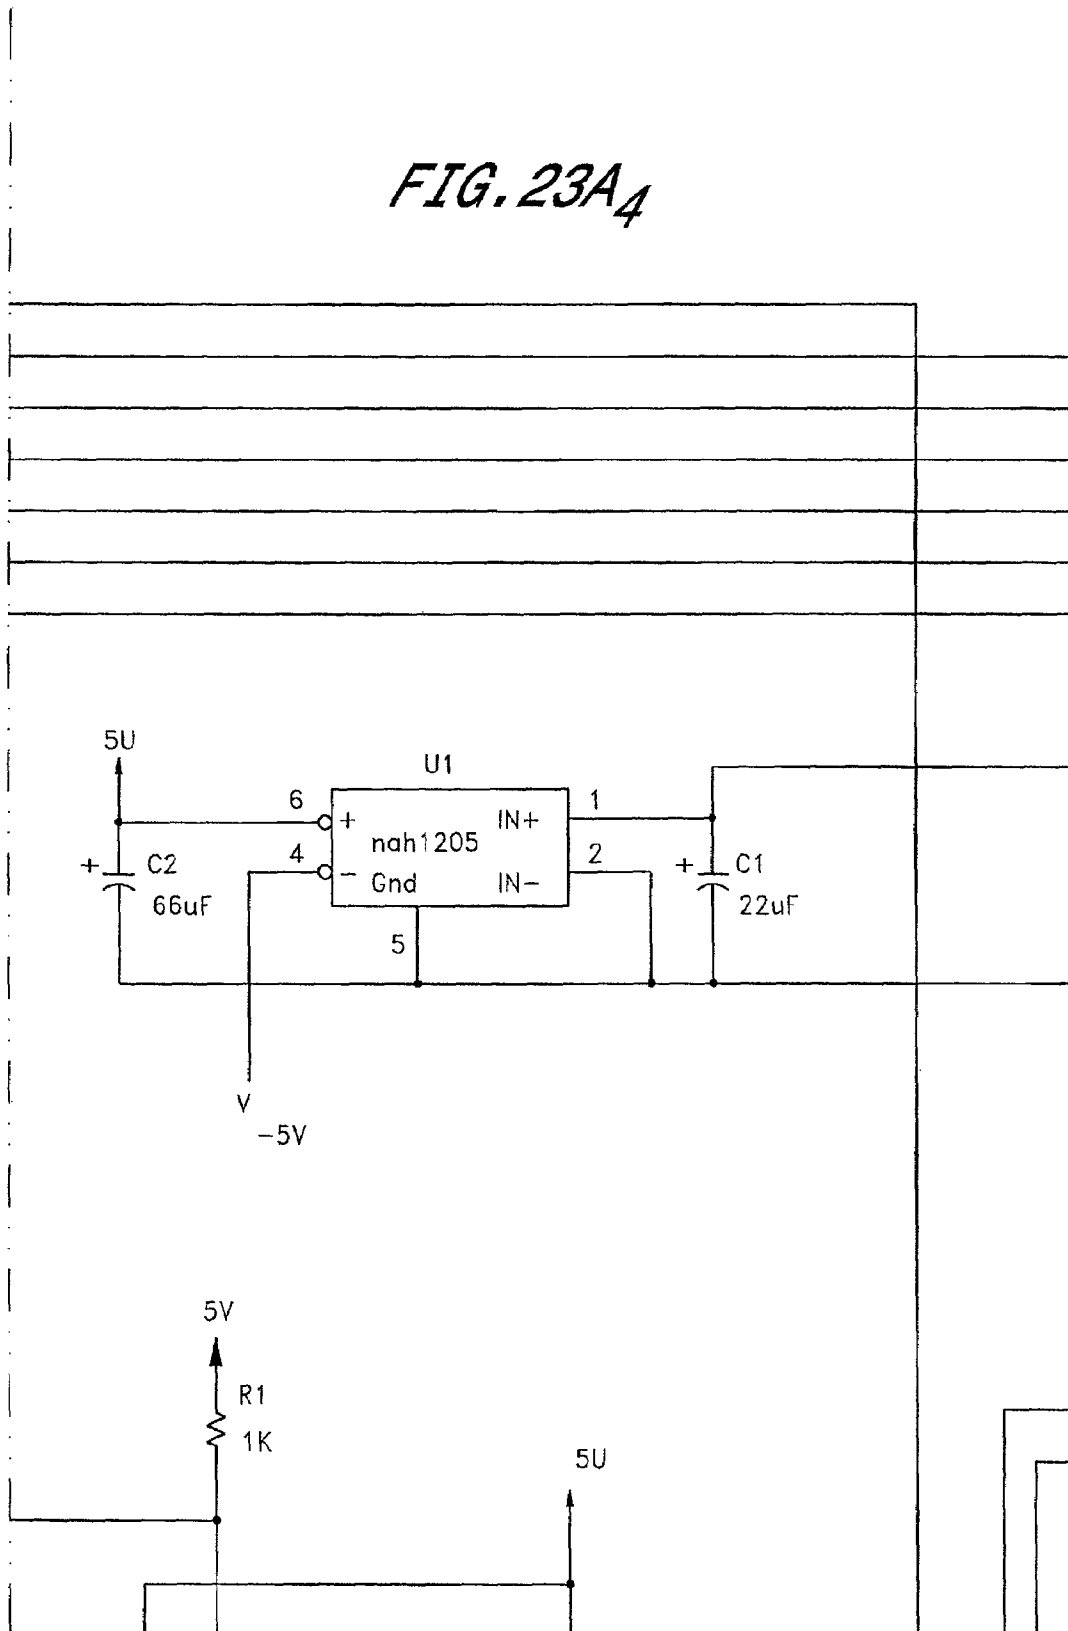 FIG. 23A4
5U
U1
6
+
IN+
1
nah1205
4
-
Gnd
IN-
2
+
C2
66uF
+
C1
22uF
5
V
-5V
5V
R1
1K
5U